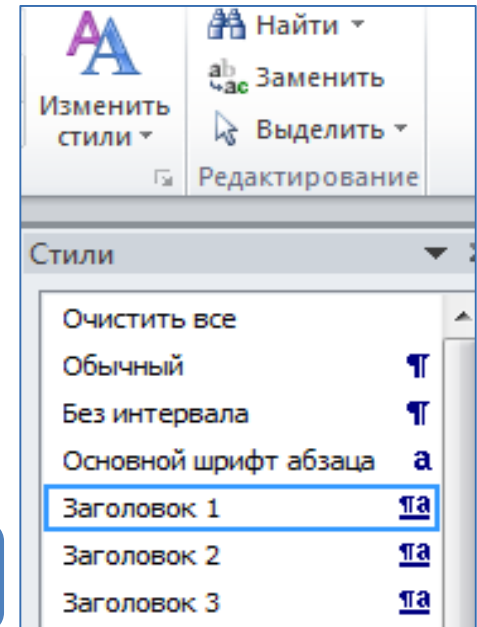 Найти
Заменить
Изменить
стили
Выделить
Редактирование
Стили
Очистить все
Обычный ¶
Без интервала ¶
Основной шрифт абзаца a
Заголовок 1 ¶a
Заголовок 2 ¶a
Заголовок 3 ¶a